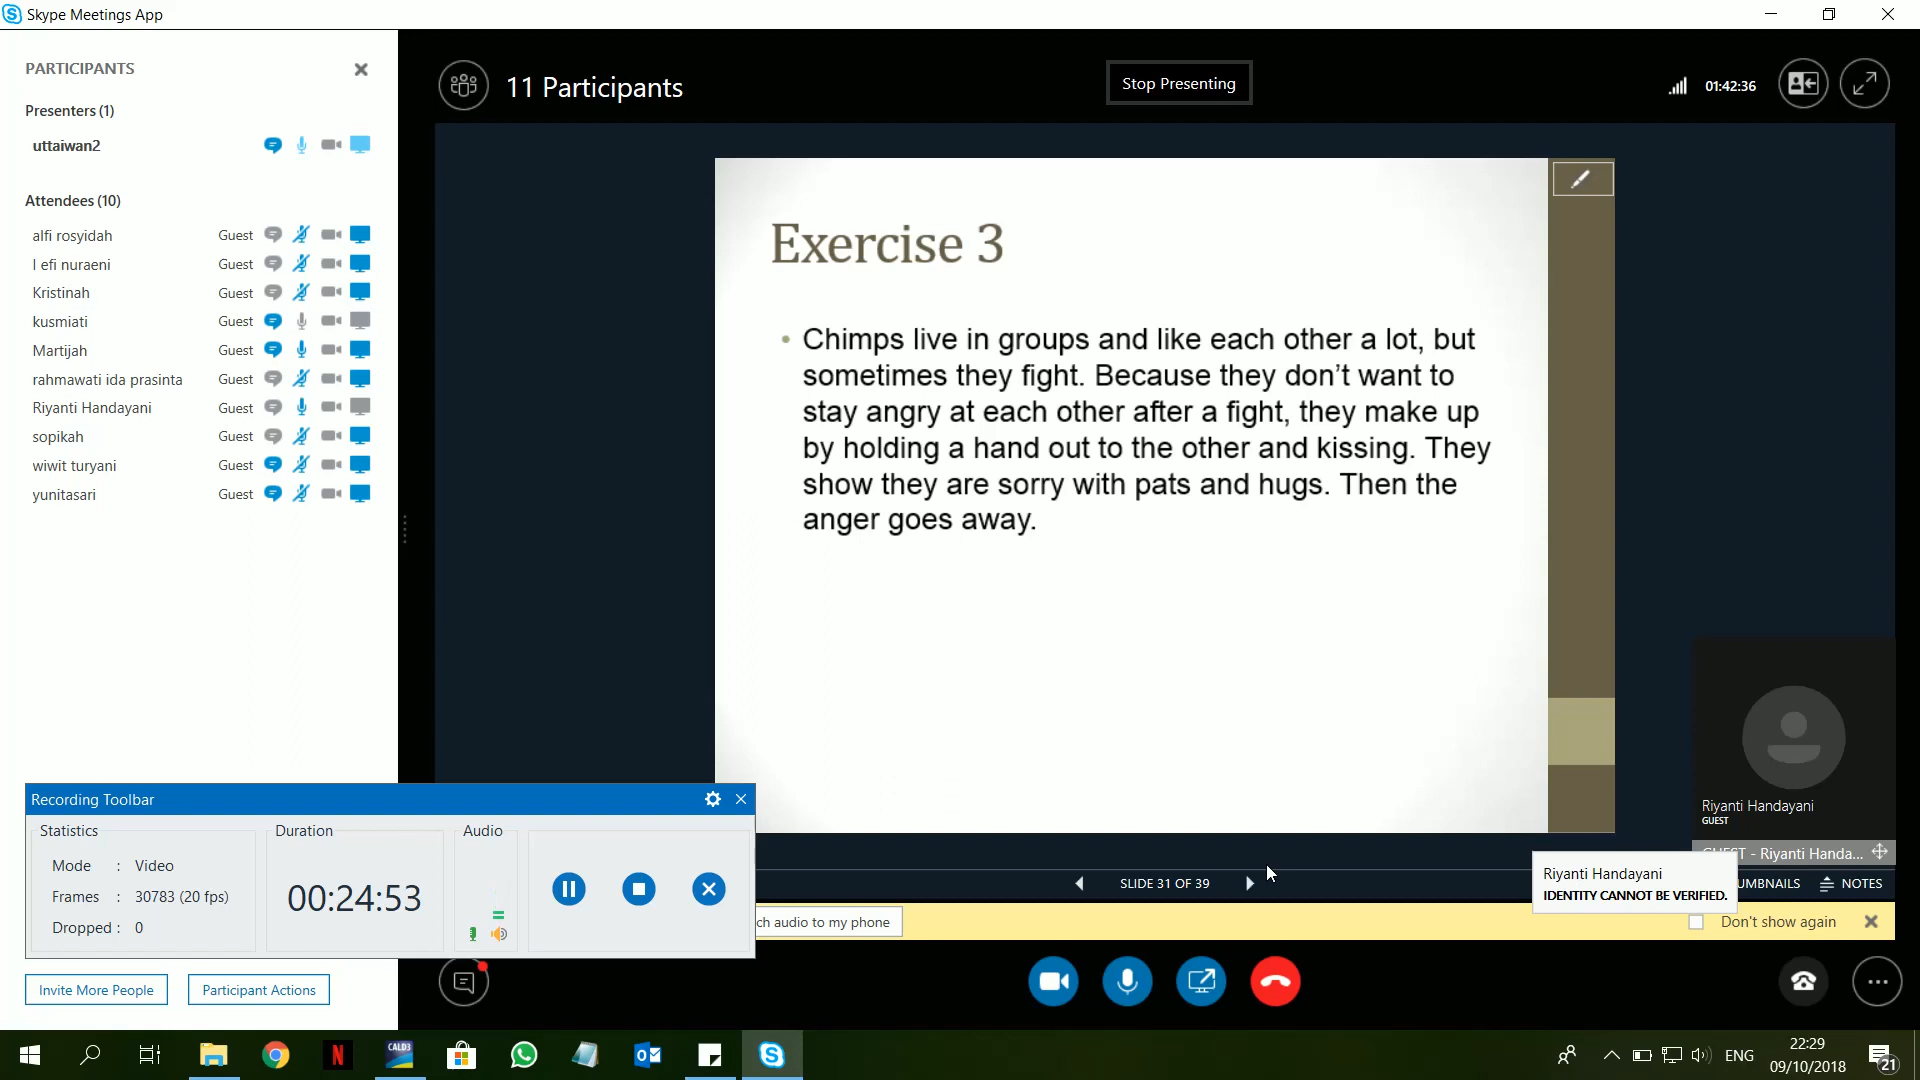 Skype Meetings App
PARTICIPANTS
Presenters (1)
uttaiwan2
Attendees (10)
alfi rosyidah Guest
I efi nuraeni Guest
Kristinah Guest
kusmiati Guest
Martijah Guest
rahmawati ida prasinta Guest
Riyanti Handayani Guest
sopikah Guest
wiwit turyani Guest
yunitasari Guest
11 Participants
Stop Presenting
01:42:36
Exercise 3
• Chimps live in groups and like each other a lot, but
sometimes they fight. Because they don’t want to
stay angry at each other after a fight, they make up
by holding a hand out to the other and kissing. They
show they are sorry with pats and hugs. Then the
anger goes away.
Riyanti Handayani
GUEST
- Riyanti Handa...
Riyanti Handayani
IDENTITY CANNOT BE VERIFIED.
SLIDE 31 OF 39
NOTES
audio to my phone
Don't show again
Recording Toolbar
Statistics
Mode : Video
Frames : 30783 (20 fps)
Dropped : 0
Duration
00:24:53
Audio
Invite More People
Participant Actions
N
CALD3
ENG
22:29
09/10/2018
21